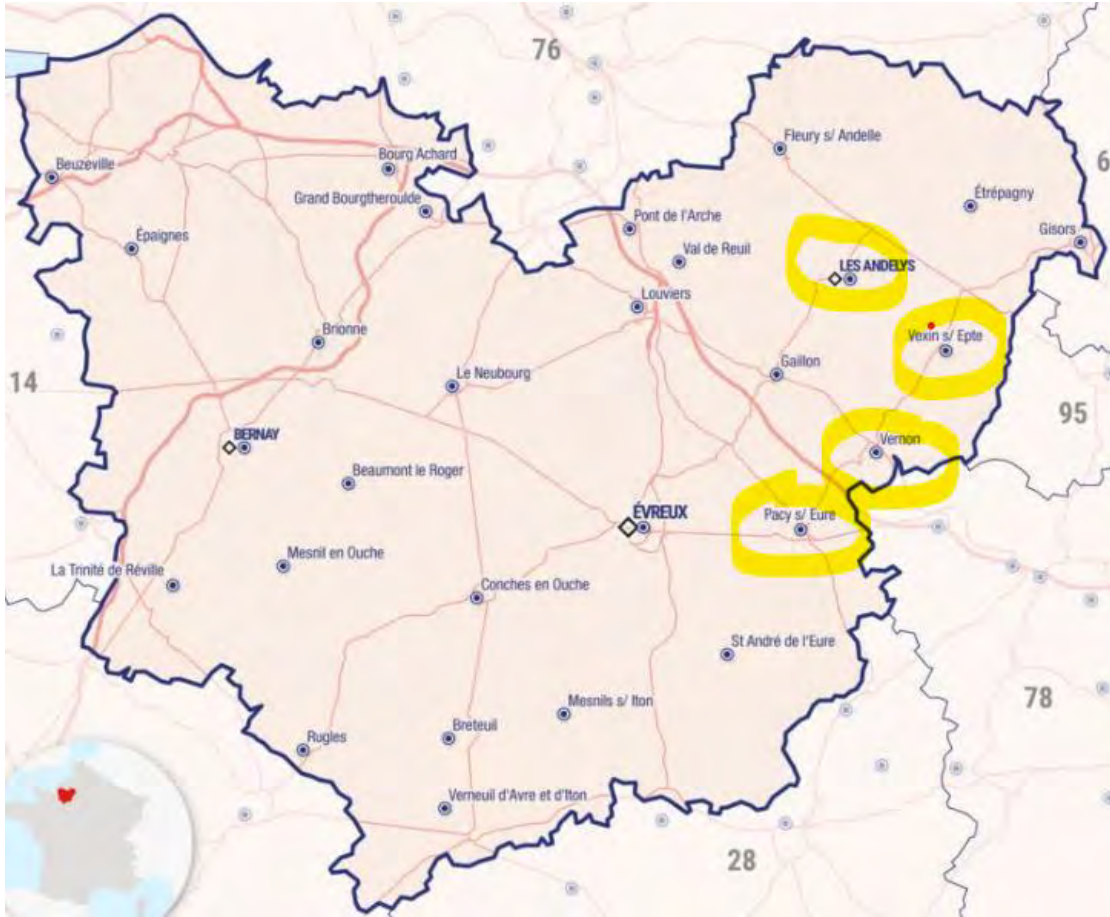 76
Fleury s/ Andelle
Bourg Achard
Beuzeville
6
Étrépagny
Grand Bourgtheroulde
Pont de l'Arche
Gisors
Épaignes
Val de Reuil
LES ANDELYS
Louviers
Brionne
Vexin s/ Epte
Gaillon
14
Le Neubourg
95
BERNAY
Vernon
Beaumont le Roger
ÉVREUX
Pacy s/ Eure
Mesnil en Ouche
La Trinité de Réville
Conches en Ouche
St André de l'Eure
78
Mesnils s/ Iton
Breteuil
Rugles
Verneuil d'Avre et d'Iton
28